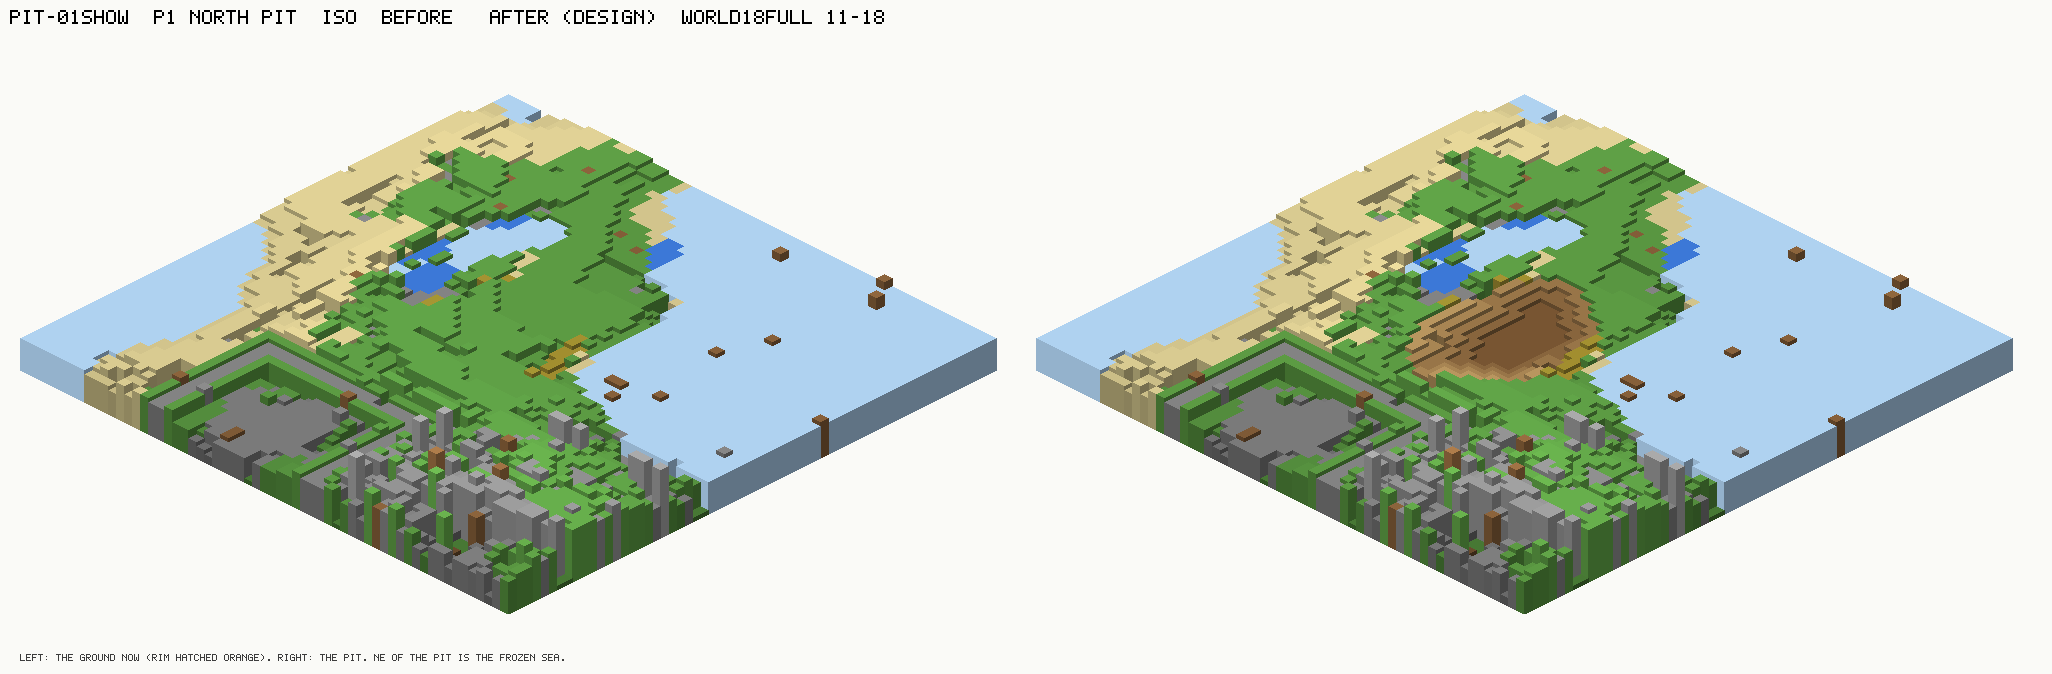 PIT-01SHOW  P1 NORTH PIT  ISO  BEFORE   AFTER (DESIGN)  WORLD18FULL 11-18
LEFT: THE GROUND NOW (RIM HATCHED ORANGE). RIGHT: THE PIT. NE OF THE PIT IS THE FROZEN SEA.